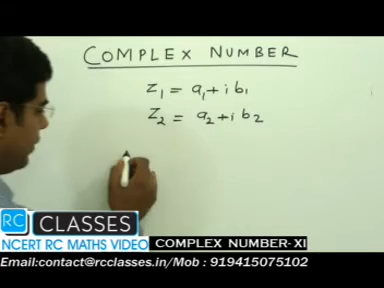 COMPLEX NUMBER
Z₁ = a₁ + i b₁
Z₂ = a₂ + i b₂
RC CLASSES
NCERT RC MATHS VIDEO
COMPLEX NUMBER-XI
Email:contact@rcclasses.in/Mob : 919415075102